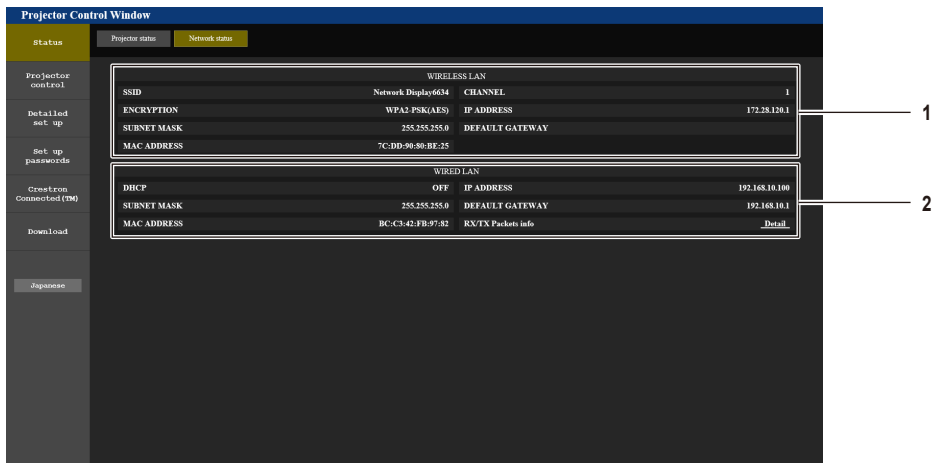 Projector Control Window
Status
Projector status
Network status
Projector
control
Detailed
set up
Set up
passwords
Crestron
Connected(TM)
Download
Japanese
WIRELESS LAN
SSID Network Display6634 CHANNEL 1
ENCRYPTION WPA2-PSK(AES) IP ADDRESS 172.28.120.1
SUBNET MASK 255.255.255.0 DEFAULT GATEWAY
MAC ADDRESS 7C:DD:90:80:BE:25
1
WIRED LAN
DHCP OFF IP ADDRESS 192.168.10.100
SUBNET MASK 255.255.255.0 DEFAULT GATEWAY 192.168.10.1
MAC ADDRESS BC:C3:42:FB:97:82 RX/TX Packets info Detail
2